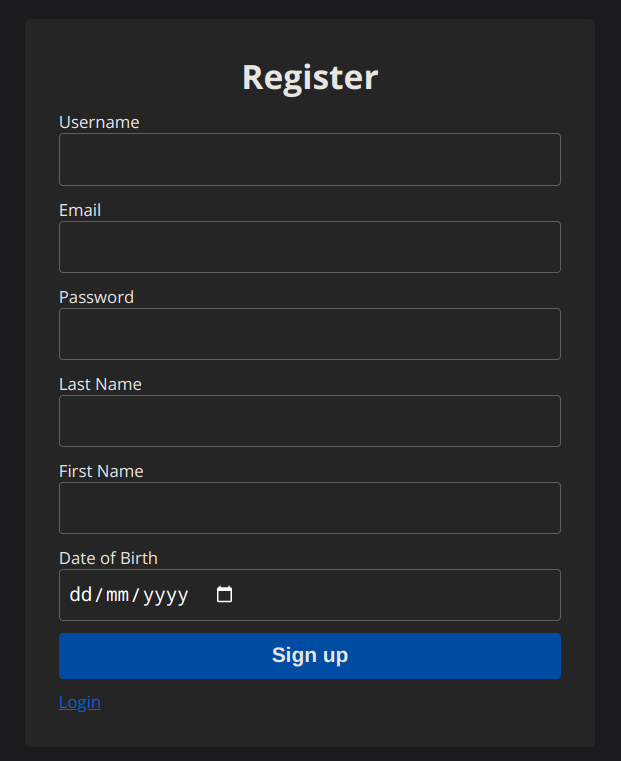 Register
Username
Email
Password
Last Name
First Name
Date of Birth
dd/mm/yyyy
Sign up
Login